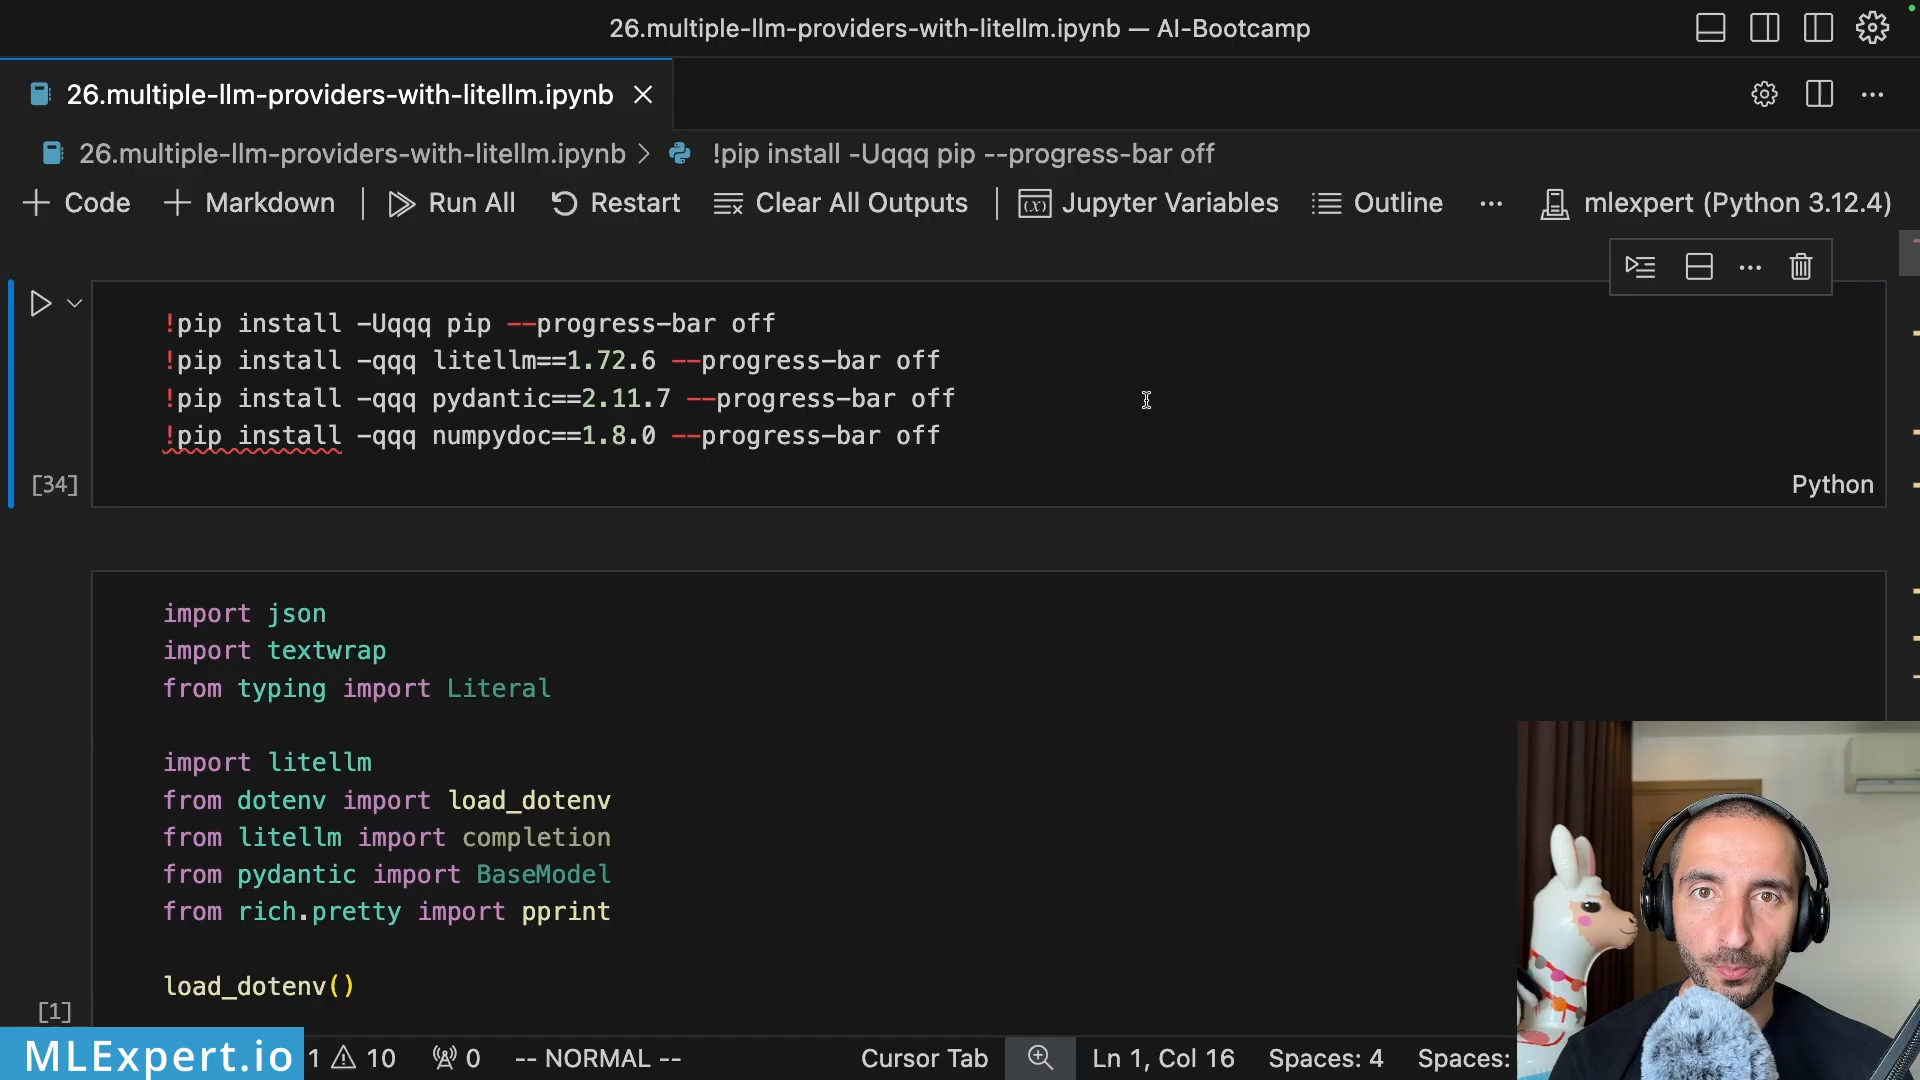 26.multiple-llm-providers-with-litellm.ipynb — AI-Bootcamp
26.multiple-llm-providers-with-litellm.ipynb
26.multiple-llm-providers-with-litellm.ipynb > !pip install -Uqqq pip --progress-bar off
Code Markdown Run All Restart Clear All Outputs Jupyter Variables Outline mlexpert (Python 3.12.4)
!pip install -Uqqq pip --progress-bar off
!pip install -qqq litellm==1.72.6 --progress-bar off
!pip install -qqq pydantic==2.11.7 --progress-bar off
!pip install -qqq numpydoc==1.8.0 --progress-bar off
[34]
Python
import json
import textwrap
from typing import Literal
import litellm
from dotenv import load_dotenv
from litellm import completion
from pydantic import BaseModel
from rich.pretty import pprint
load_dotenv()
[1]
MLExpert.io 1 10 0 -- NORMAL -- Cursor Tab Ln 1, Col 16 Spaces: 4 Spaces: